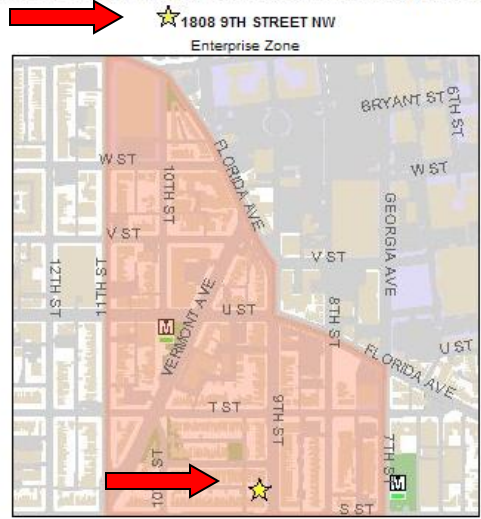 1808 9TH STREET NW
Enterprise Zone
BRYANT ST
6TH ST
W ST
W ST
10TH ST
FLORIDA AVE
GEORGIA AVE
V ST
V ST
12TH ST
11TH ST
VERMONT AVE
M
U ST
8TH ST
U ST
FLORIDA AVE
T ST
9TH ST
7TH S
M
10 ST
S ST